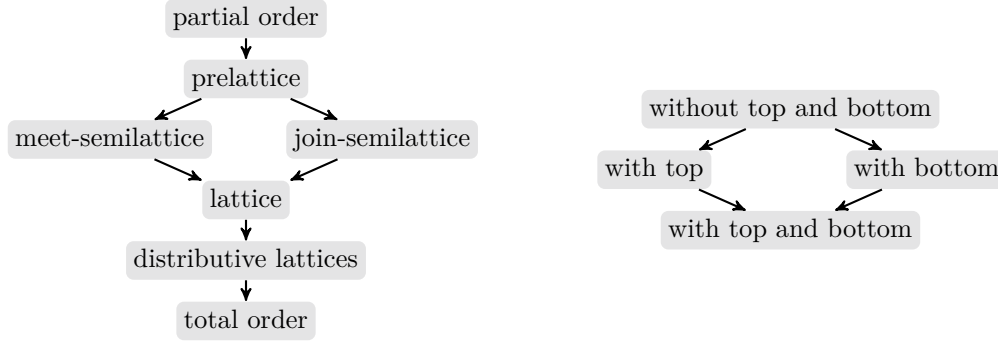 partial order
prelattice
meet-semilattice
join-semilattice
lattice
distributive lattices
total order
without top and bottom
with top
with bottom
with top and bottom